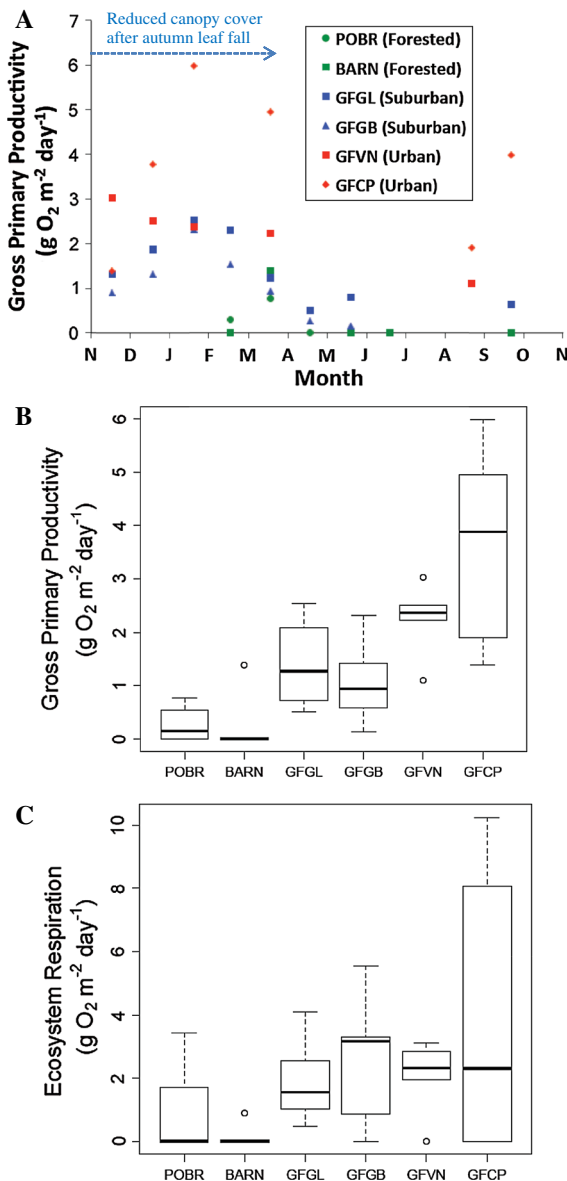 A
Reduced canopy cover
after autumn leaf fall
7
6
5
4
3
2
1
0
Gross Primary Productivity
(g O₂ m⁻² day⁻¹)
POBR (Forested)
BARN (Forested)
GFGL (Suburban)
GFGB (Suburban)
GFVN (Urban)
GFCP (Urban)
N D J F M A M J J A S O N
Month
B
6
5
4
3
2
1
0
Gross Primary Productivity
(g O₂ m⁻² day⁻¹)
POBR BARN GFGL GFGB GFVN GFCP
C
10
8
6
4
2
0
Ecosystem Respiration
(g O₂ m⁻² day⁻¹)
POBR BARN GFGL GFGB GFVN GFCP